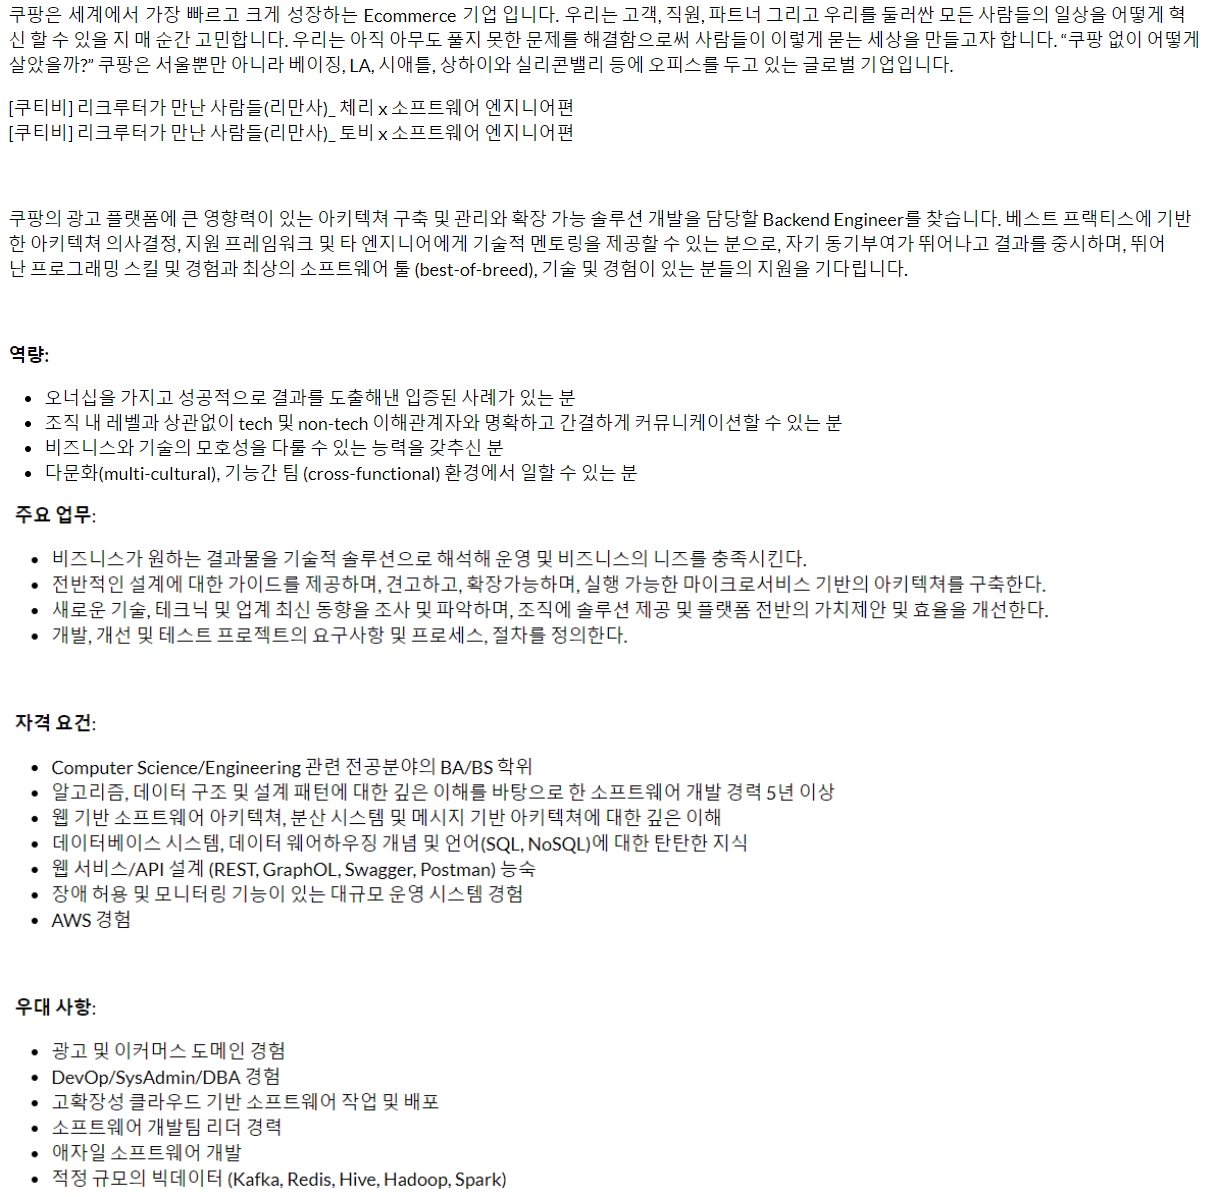 쿠팡은 세계에서 가장 빠르고 크게 성장하는 Ecommerce 기업 입니다. 우리는 고객, 직원, 파트너 그리고 우리를 둘러싼 모든 사람들의 일상을 어떻게 혁
신 할 수 있을 지 매 순간 고민합니다. 우리는 아직 아무도 풀지 못한 문제를 해결함으로써 사람들이 이렇게 묻는 세상을 만들고자 합니다. “쿠팡 없이 어떻게
살았을까?” 쿠팡은 서울뿐만 아니라 베이징, LA, 시애틀, 상하이와 실리콘밸리 등에 오피스를 두고 있는 글로벌 기업입니다.
[쿠티비] 리크루터가 만난 사람들(리만사)_ 체리 x 소프트웨어 엔지니어편
[쿠티비] 리크루터가 만난 사람들(리만사)_ 토비 x 소프트웨어 엔지니어편
쿠팡의 광고 플랫폼에 큰 영향력이 있는 아키텍쳐 구축 및 관리와 확장 가능 솔루션 개발을 담당할 Backend Engineer를 찾습니다. 베스트 프랙티스에 기반
한 아키텍쳐 의사결정, 지원 프레임워크 및 타 엔지니어에게 기술적 멘토링을 제공할 수 있는 분으로, 자기 동기부여가 뛰어나고 결과를 중시하며, 뛰어
난 프로그래밍 스킬 및 경험과 최상의 소프트웨어 툴 (best-of-breed), 기술 및 경험이 있는 분들의 지원을 기다립니다.
역량:
• 오너십을 가지고 성공적으로 결과를 도출해낸 입증된 사례가 있는 분
• 조직 내 레벨과 상관없이 tech 및 non-tech 이해관계자와 명확하고 간결하게 커뮤니케이션할 수 있는 분
• 비즈니스와 기술의 모호성을 다룰 수 있는 능력을 갖추신 분
• 다문화(multi-cultural), 기능간 팀 (cross-functional) 환경에서 일할 수 있는 분
주요 업무:
• 비즈니스가 원하는 결과물을 기술적 솔루션으로 해석해 운영 및 비즈니스의 니즈를 충족시킨다.
• 전반적인 설계에 대한 가이드를 제공하며, 견고하고, 확장가능하며, 실행 가능한 마이크로서비스 기반의 아키텍쳐를 구축한다.
• 새로운 기술, 테크닉 및 업계 최신 동향을 조사 및 파악하며, 조직에 솔루션 제공 및 플랫폼 전반의 가치제안 및 효율을 개선한다.
• 개발, 개선 및 테스트 프로젝트의 요구사항 및 프로세스, 절차를 정의한다.
자격 요건:
• Computer Science/Engineering 관련 전공분야의 BA/BS 학위
• 알고리즘, 데이터 구조 및 설계 패턴에 대한 깊은 이해를 바탕으로 한 소프트웨어 개발 경력 5년 이상
• 웹 기반 소프트웨어 아키텍쳐, 분산 시스템 및 메시지 기반 아키텍쳐에 대한 깊은 이해
• 데이터베이스 시스템, 데이터 웨어하우징 개념 및 언어(SQL, NoSQL)에 대한 탄탄한 지식
• 웹 서비스/API 설계 (REST, GraphOL, Swagger, Postman) 능숙
• 장애 허용 및 모니터링 기능이 있는 대규모 운영 시스템 경험
• AWS 경험
우대 사항:
• 광고 및 이커머스 도메인 경험
• DevOp/SysAdmin/DBA 경험
• 고확장성 클라우드 기반 소프트웨어 작업 및 배포
• 소프트웨어 개발팀 리더 경력
• 애자일 소프트웨어 개발
• 적정 규모의 빅데이터 (Kafka, Redis, Hive, Hadoop, Spark)